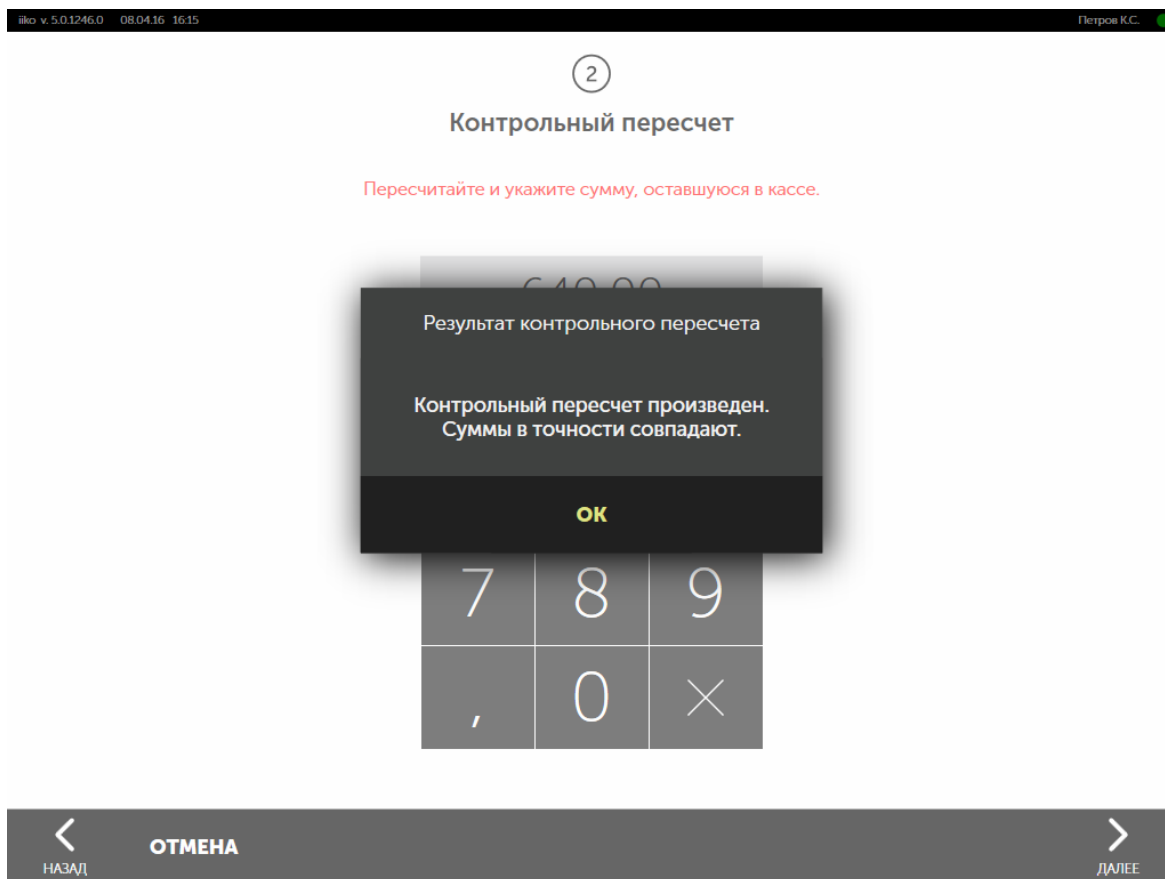 iiko v. 5.0.1246.0 08.04.16 16:15 Петров К.С.
2
Контрольный пересчет
Пересчитайте и укажите сумму, оставшуюся в кассе.
Результат контрольного пересчета
Контрольный пересчет произведен.
Суммы в точности совпадают.
ОК
7 8 9
, 0 ×
НАЗАД ОТМЕНА ДАЛЕЕ